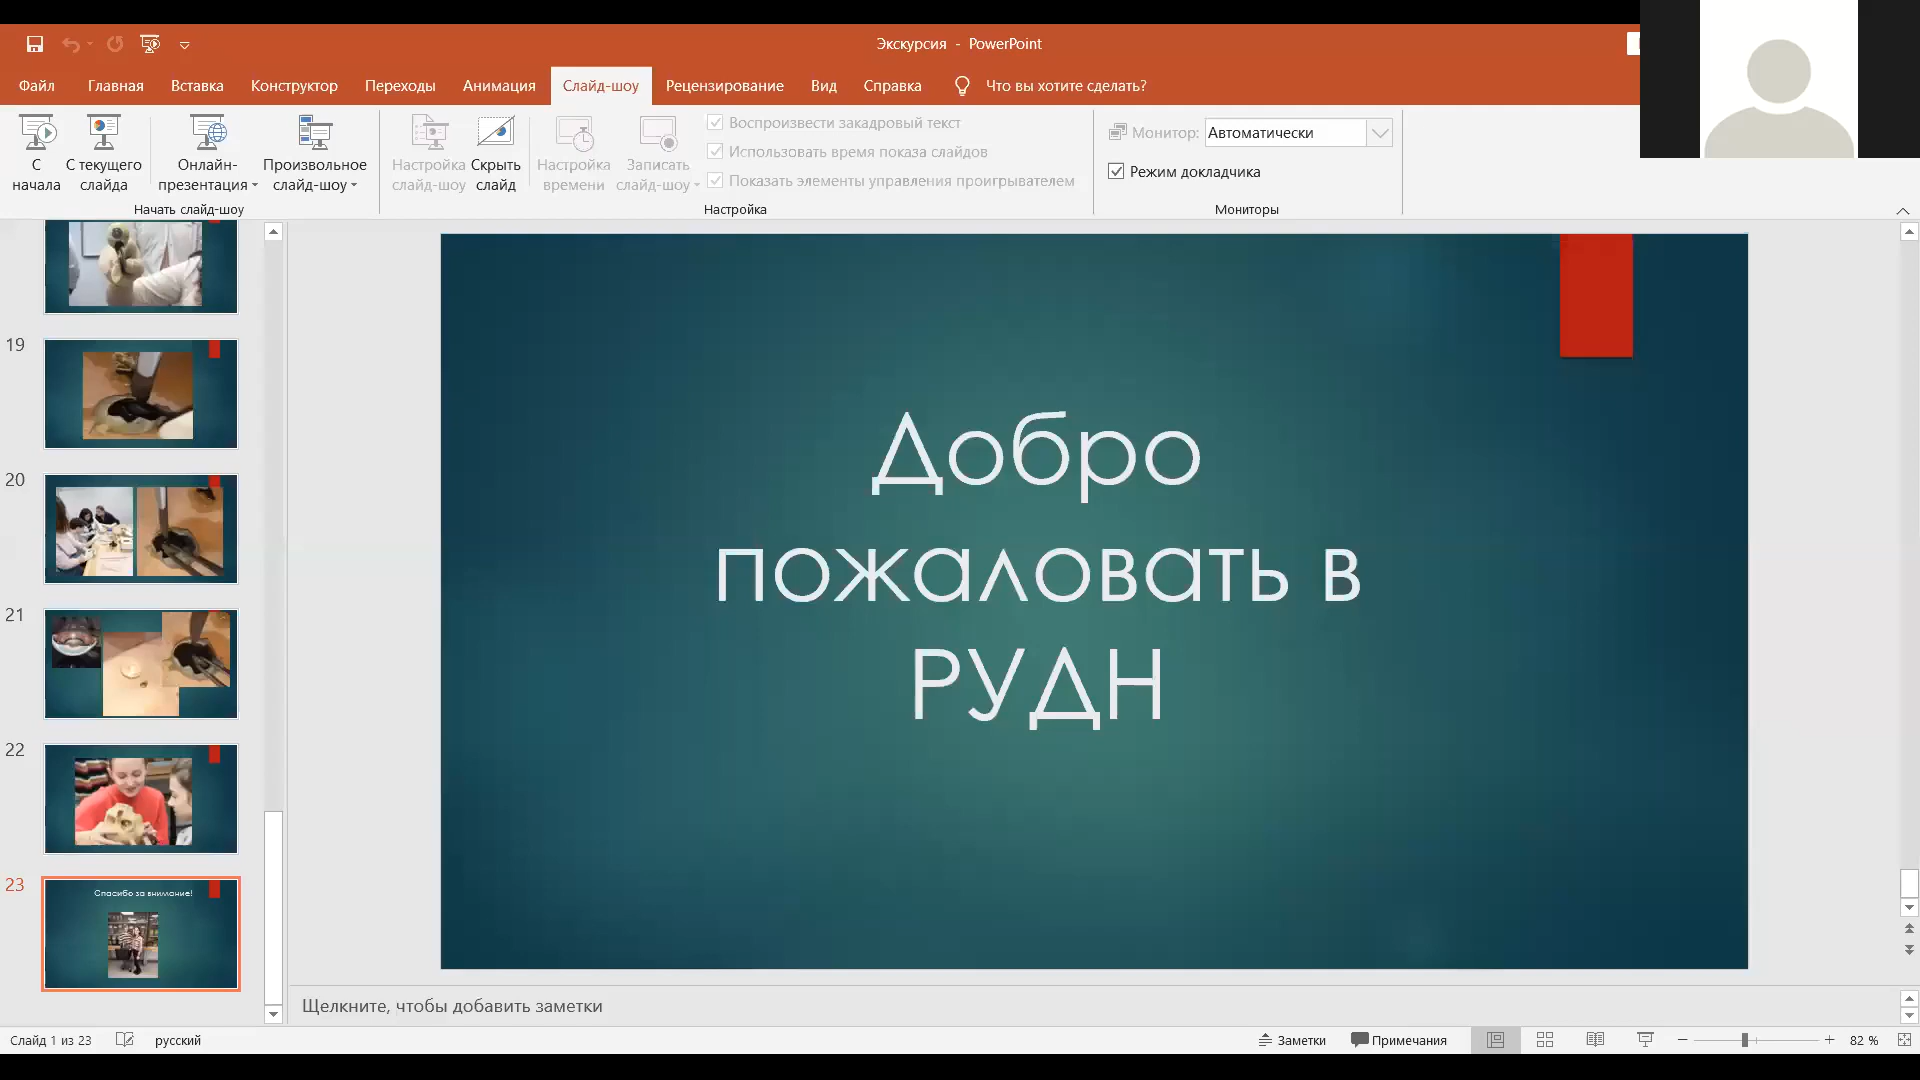 Экскурсия - PowerPoint
Файл Главная Вставка Конструктор Переходы Анимация Слайд-шоу Рецензирование Вид Справка Что вы хотите сделать?
С начала
С текущего слайда
Онлайн-презентация
Произвольное слайд-шоу
Начать слайд-шоу
Настройка слайд-шоу
Скрыть слайд
Настройка времени
Записать слайд-шоу
Воспроизвести закадровый текст
Использовать время показа слайдов
Показать элементы управления проигрывателем
Настройка
Монитор: Автоматически
Режим докладчика
Мониторы
19
20
21
22
23
Спасибо за внимание!
Добро
пожаловать в
РУДН
Щелкните, чтобы добавить заметки
Слайд 1 из 23 русский Заметки Примечания 82 %